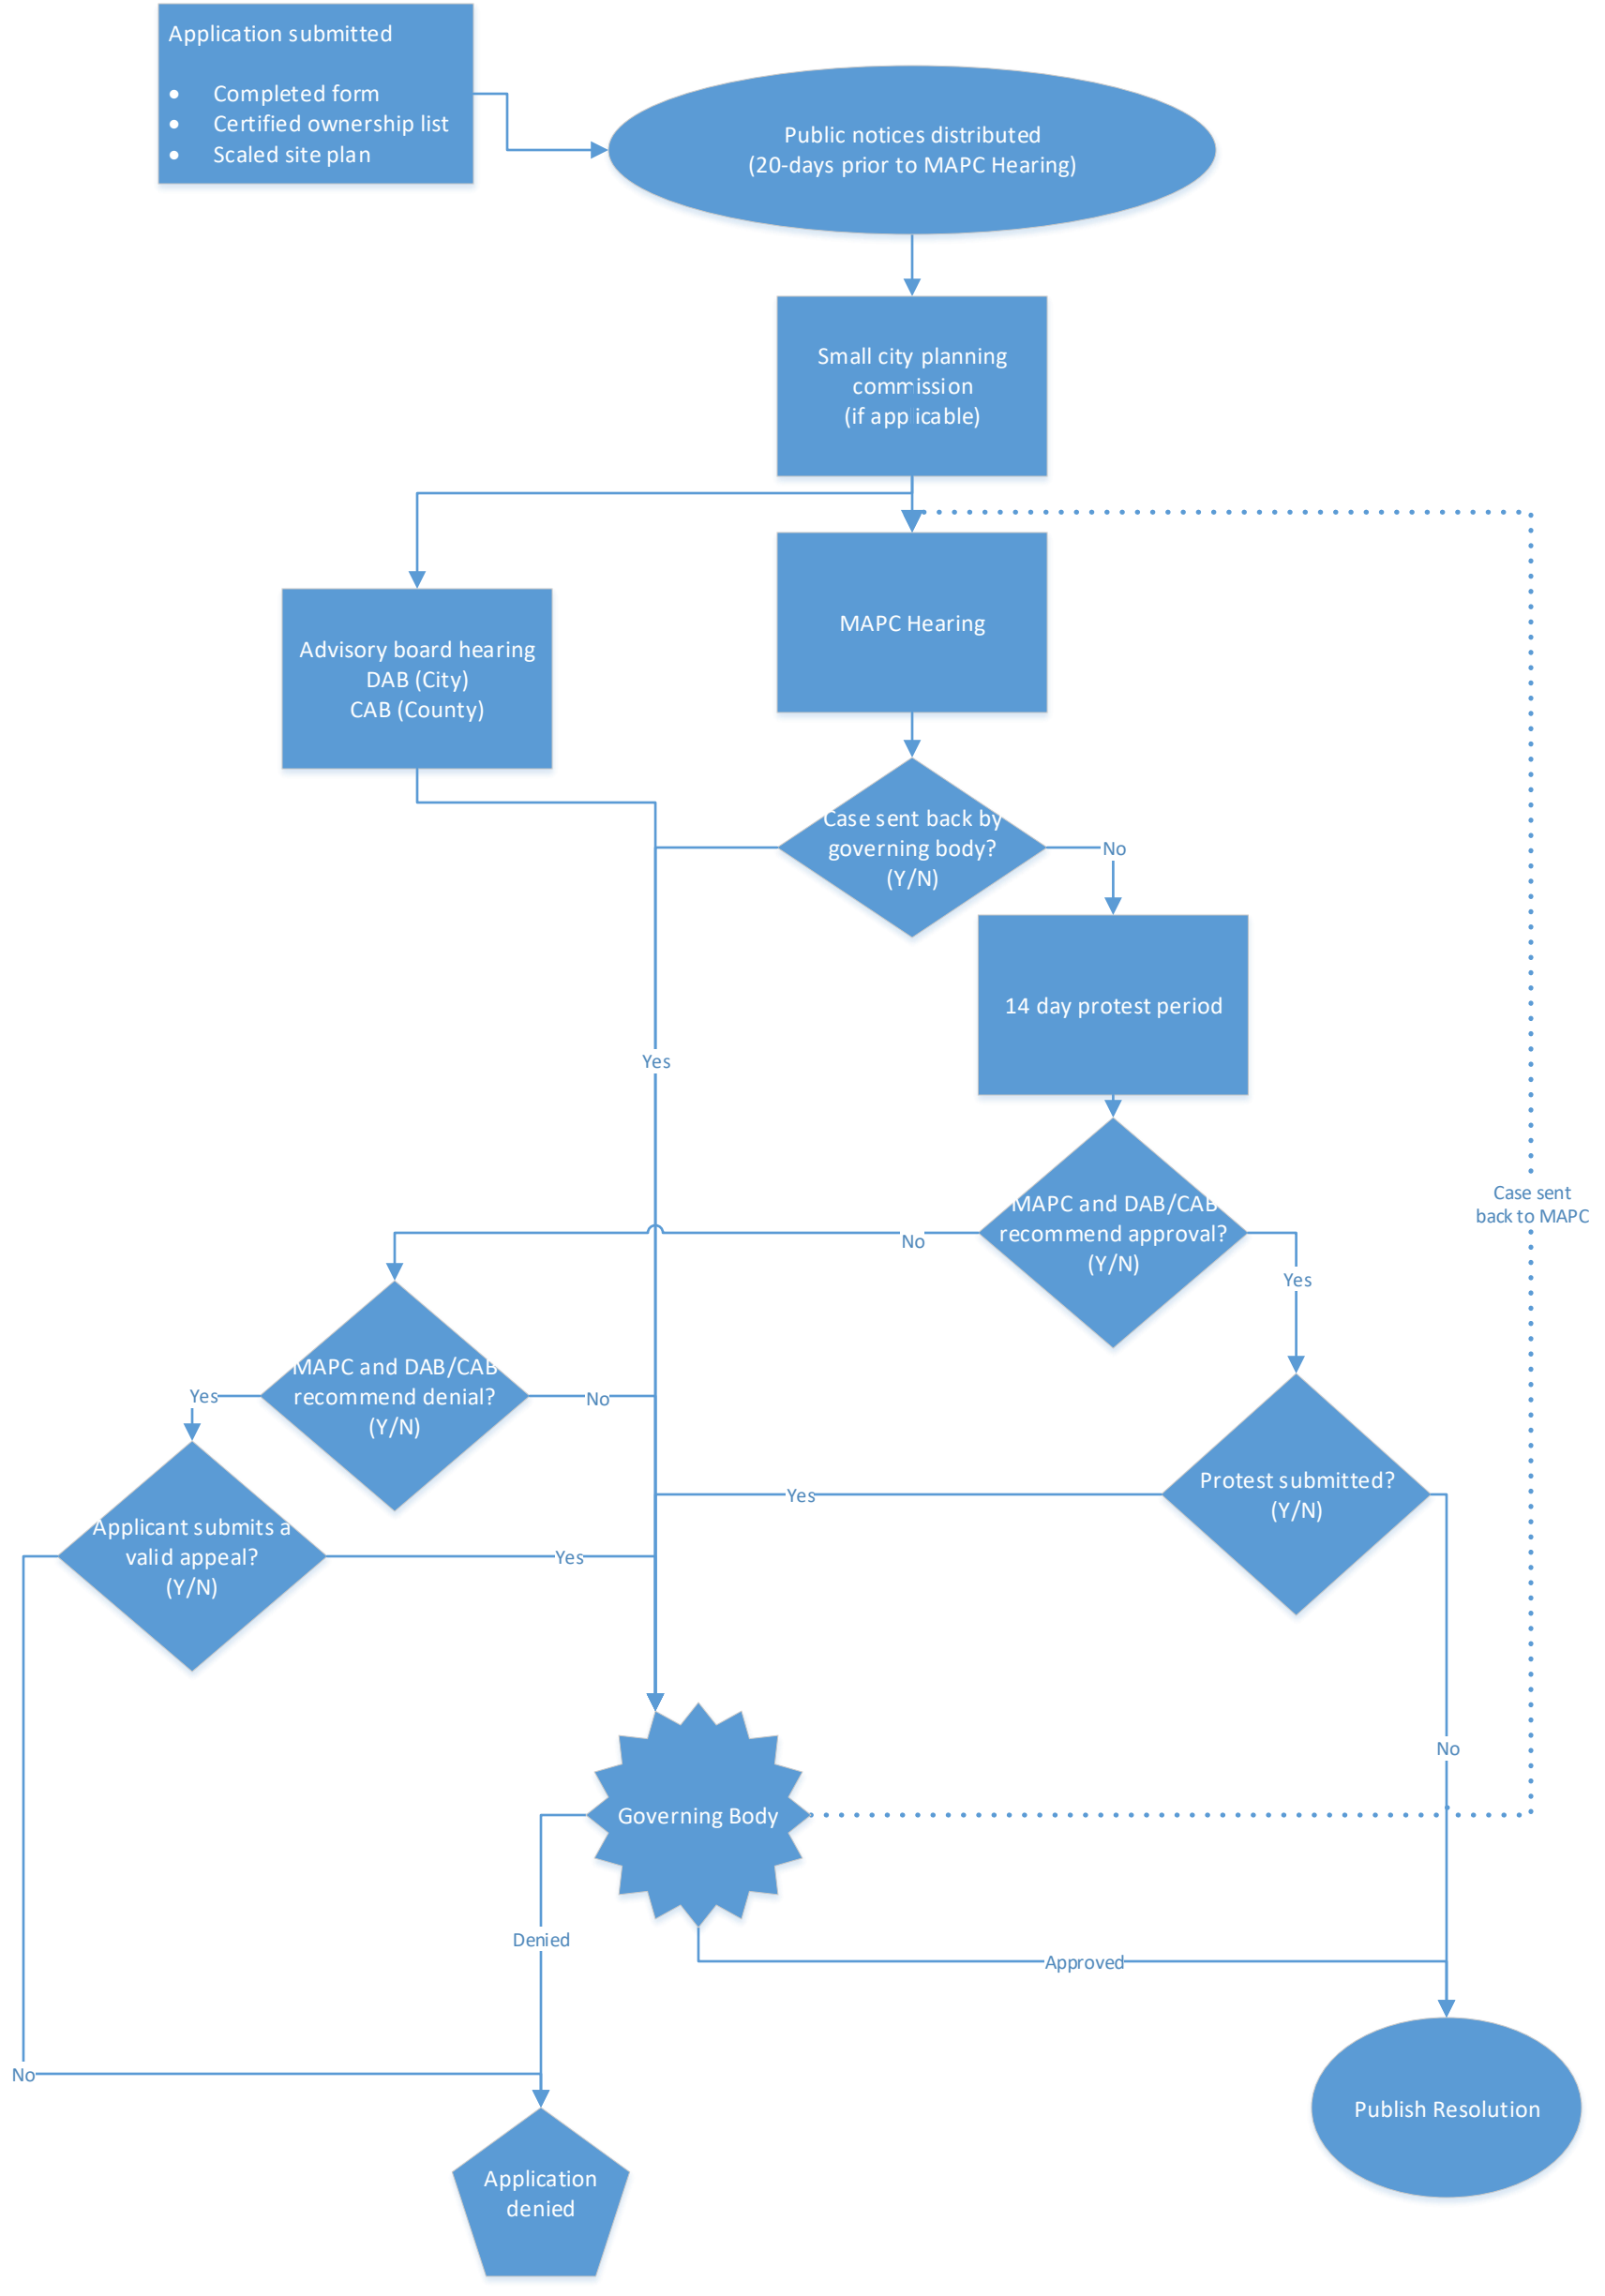 Application submitted
• Completed form
• Certified ownership list
• Scaled site plan
Public notices distributed
(20-days prior to MAPC Hearing)
Small city planning
commission
(if applicable)
MAPC Hearing
Advisory board hearing
DAB (City)
CAB (County)
Case sent back by
governing body?
(Y/N)
No
14 day protest period
Yes
MAPC and DAB/CAB
recommend approval?
(Y/N)
Case sent
back to MAPC
No
Yes
MAPC and DAB/CAB
recommend denial?
(Y/N)
Yes
No
Protest submitted?
(Y/N)
Yes
Applicant submits a
valid appeal?
(Y/N)
Yes
No
Governing Body
Denied
Approved
No
Publish Resolution
Application
denied